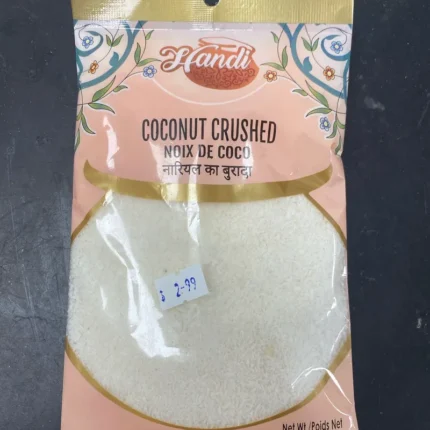 Handi
COCONUT CRUSHED
NOIX DE COCO
नारियल का बुरादा
$ 2-99
Net Wt./Poids Net